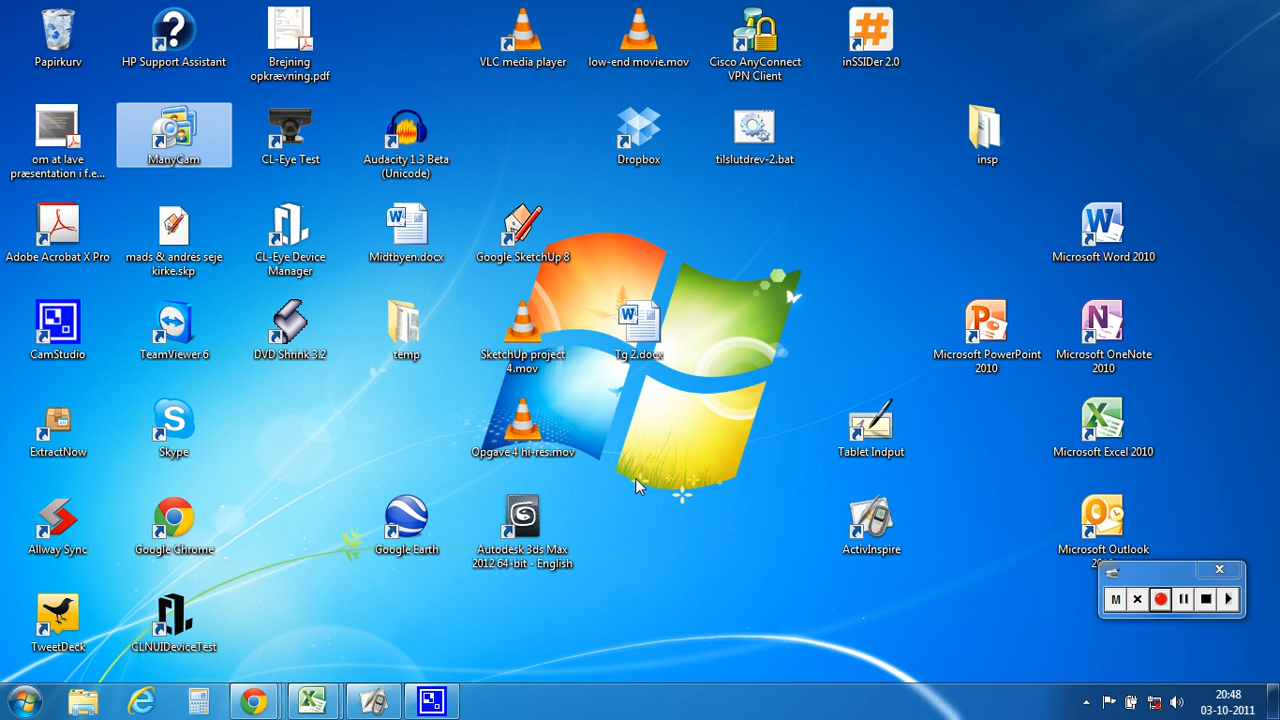 Papirkurv
HP Support Assistant
Brejning
opkrævning.pdf
VLC media player
low-end movie.mov
Cisco AnyConnect
VPN Client
inSSIDer 2.0
om at lave
præsentation i f.e...
ManyCam
CL-Eye Test
Audacity 1.3 Beta
(Unicode)
Dropbox
tilslutdrev-2.bat
insp
Adobe Acrobat X Pro
mads & andrés seje
kirke.skp
CL-Eye Device
Manager
Midtbyen.docx
Google SketchUp 8
Microsoft Word 2010
CamStudio
TeamViewer 6
DVD Shrink 3.2
temp
SketchUp project
4.mov
Tg 2.docx
Microsoft PowerPoint
2010
Microsoft OneNote
2010
ExtractNow
Skype
Opgave 4 hi-res.mov
Tablet Indput
Microsoft Excel 2010
Allway Sync
Google Chrome
Google Earth
Autodesk 3ds Max
2012 64-bit - English
ActivInspire
Microsoft Outlook
M
TweetDeck
CLNUIDeviceTest
20:48
03-10-2011